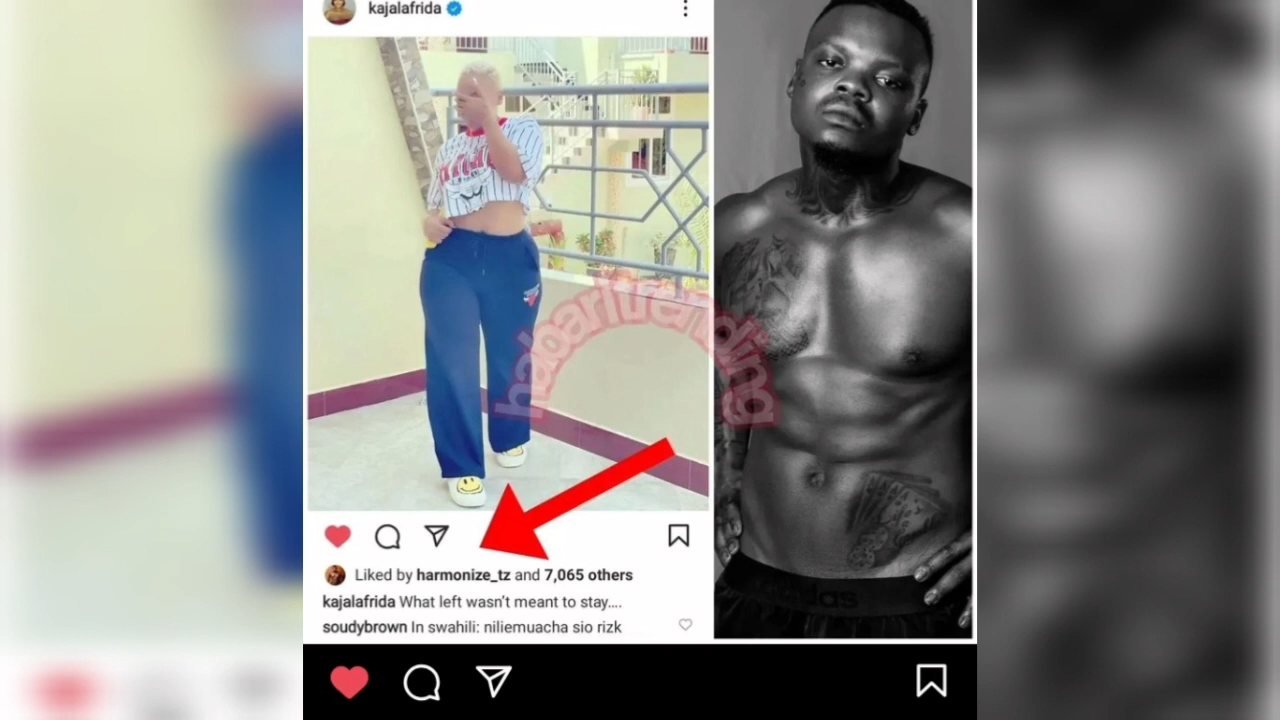 kajalafrida
habaritrending
Liked by harmonize_tz and 7,065 others
kajalafrida What left wasn't meant to stay....
soudybrown In swahili: niliemuacha sio rizk